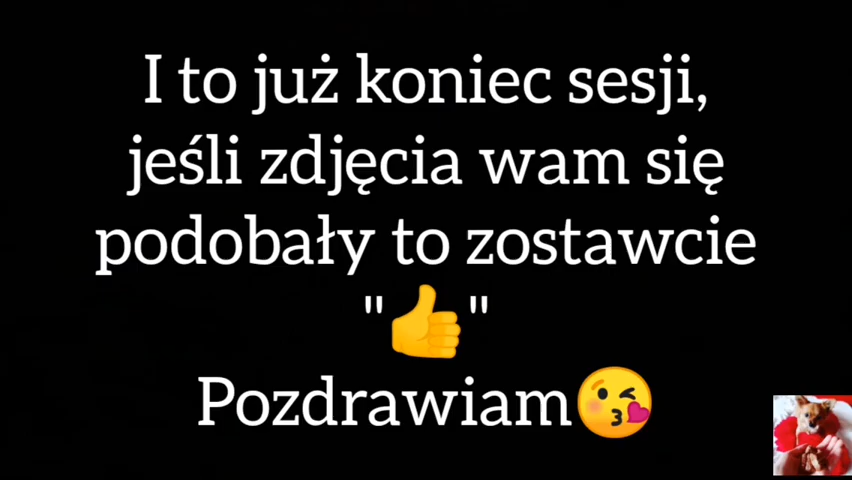 I to już koniec sesji,
jeśli zdjęcia wam się
podobały to zostawcie
"👍"
Pozdrawiam😘